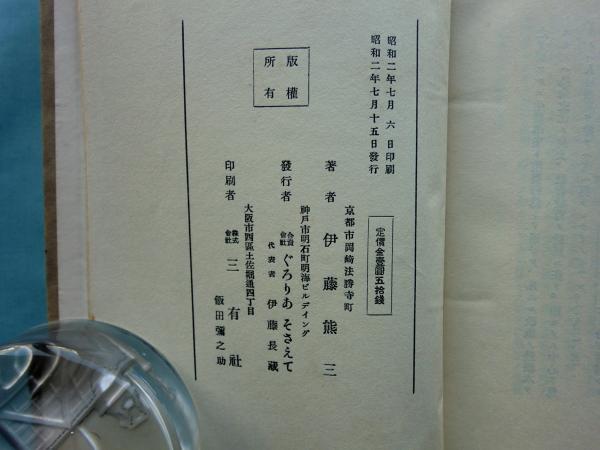 昭和二年七月六日印刷
昭和二年七月十五日發行
版權
所有
定價金壹圓五拾錢
京都市岡崎法勝寺町
著者 伊藤熊三
神戸市明石町明海ビルデイング
發行者 合資會社 ぐろりあ そさえて
代表者 伊藤長藏
大阪市西區土佐堀通四丁目
印刷者 株式會社 三有社
飯田彌之助